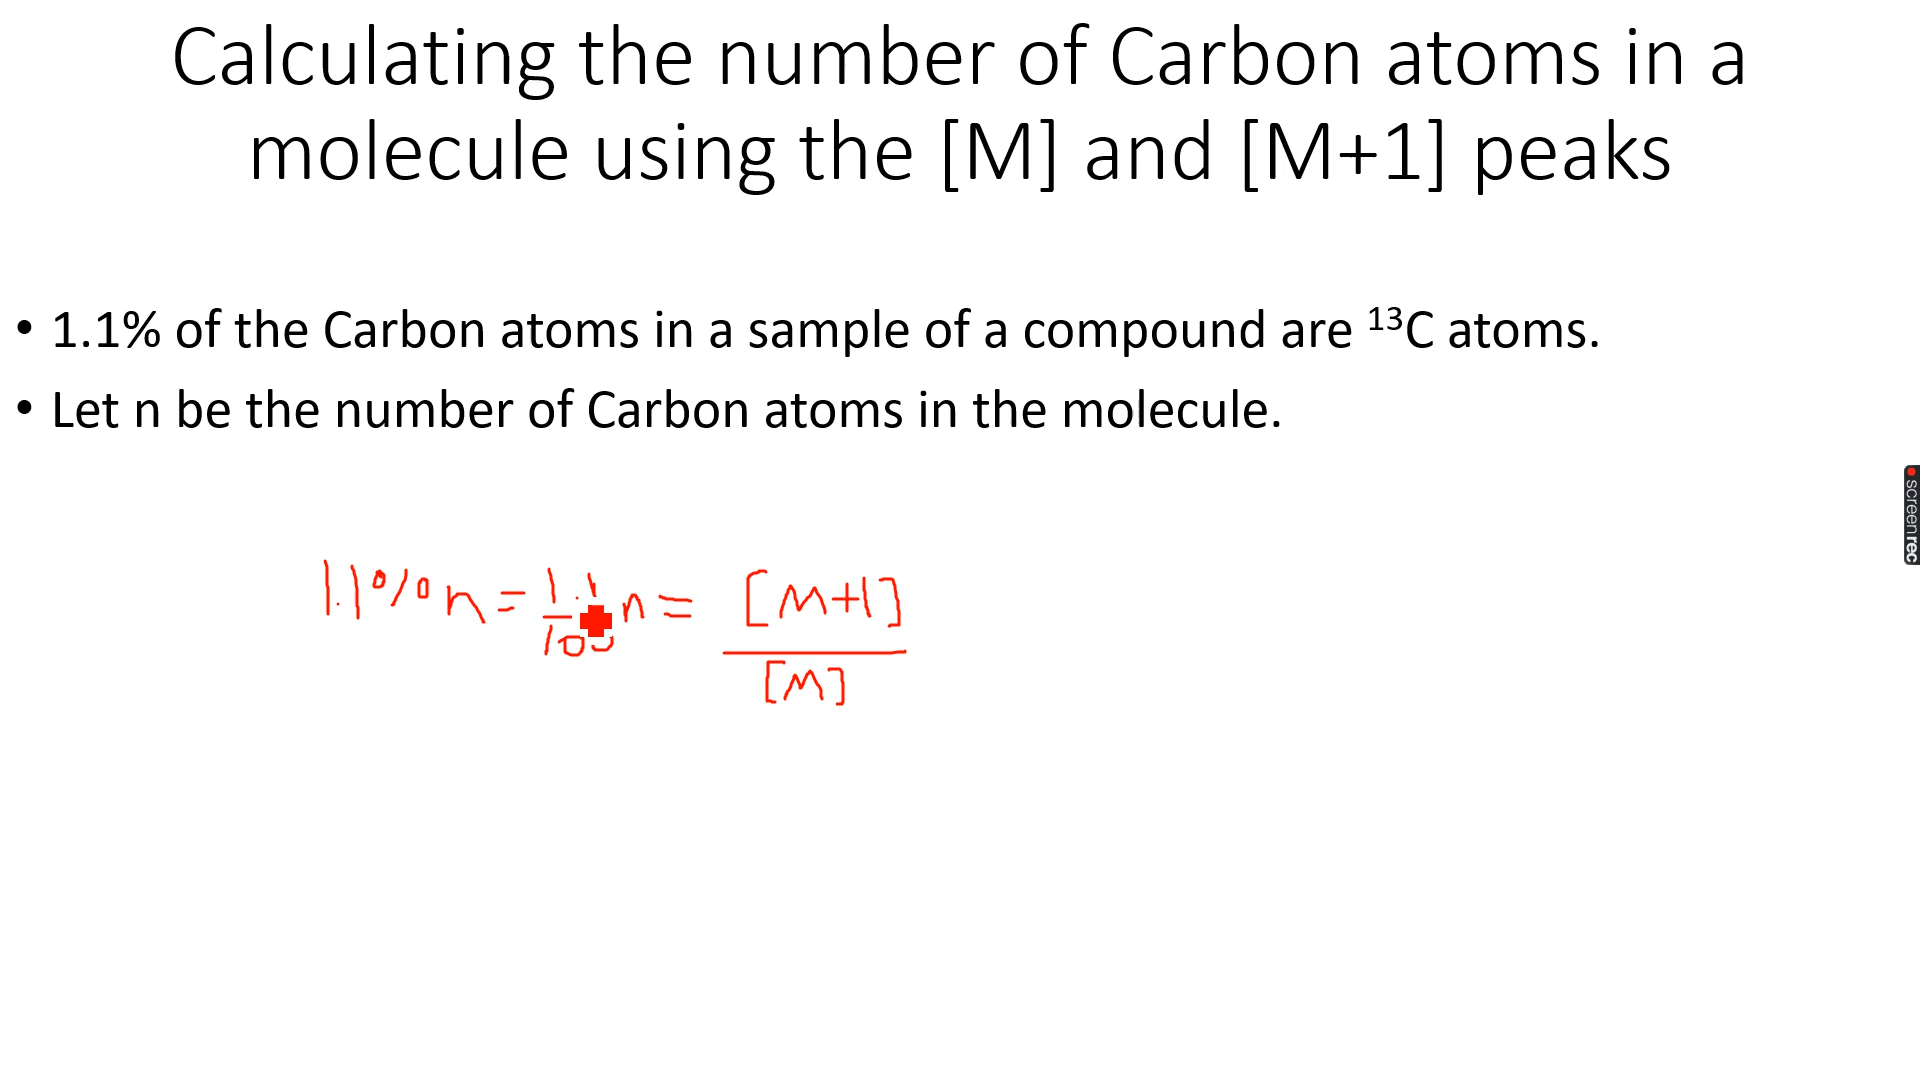 Calculating the number of Carbon atoms in a
molecule using the [M] and [M+1] peaks
• 1.1% of the Carbon atoms in a sample of a compound are ¹³C atoms.
• Let n be the number of Carbon atoms in the molecule.
screenrec
1.1% n = 1.1/100 n = [M+1]/[M]